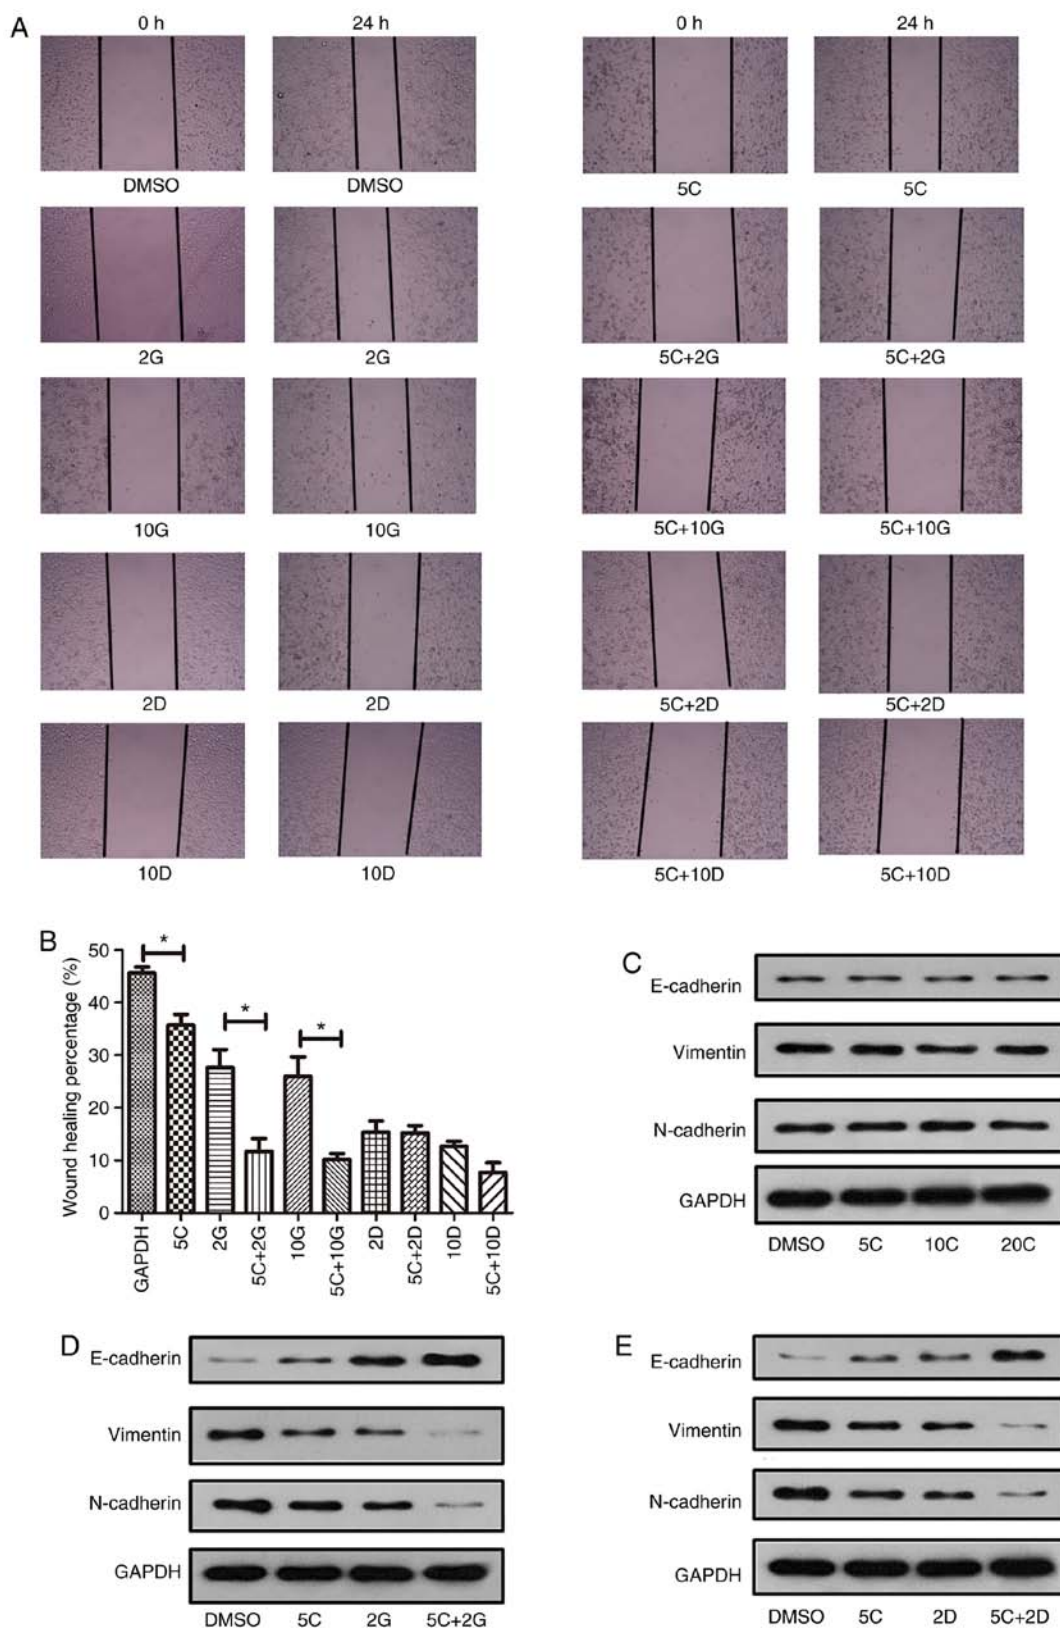 A
0 h
24 h
0 h
24 h
DMSO
DMSO
5C
5C
2G
2G
5C+2G
5C+2G
10G
10G
5C+10G
5C+10G
2D
2D
5C+2D
5C+2D
10D
10D
5C+10D
5C+10D
B
Wound healing percentage (%)
50
40
30
20
10
0
*
*
*
GAPDH
5C
2G
5C+2G
10G
5C+10G
2D
5C+2D
10D
5C+10D
C
E-cadherin
Vimentin
N-cadherin
GAPDH
DMSO 5C 10C 20C
D
E-cadherin
Vimentin
N-cadherin
GAPDH
DMSO 5C 2G 5C+2G
E
E-cadherin
Vimentin
N-cadherin
GAPDH
DMSO 5C 2D 5C+2D